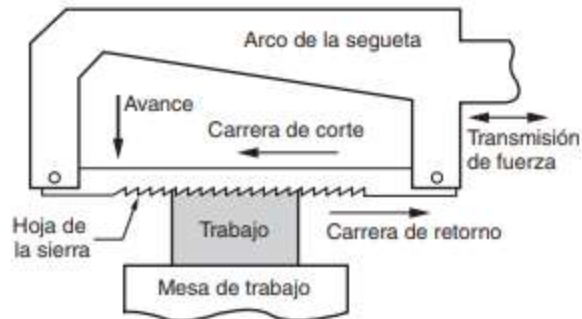 Arco de la segueta
Avance
Carrera de corte
Transmisión
de fuerza
Hoja de
la sierra
Trabajo
Carrera de retorno
Mesa de trabajo